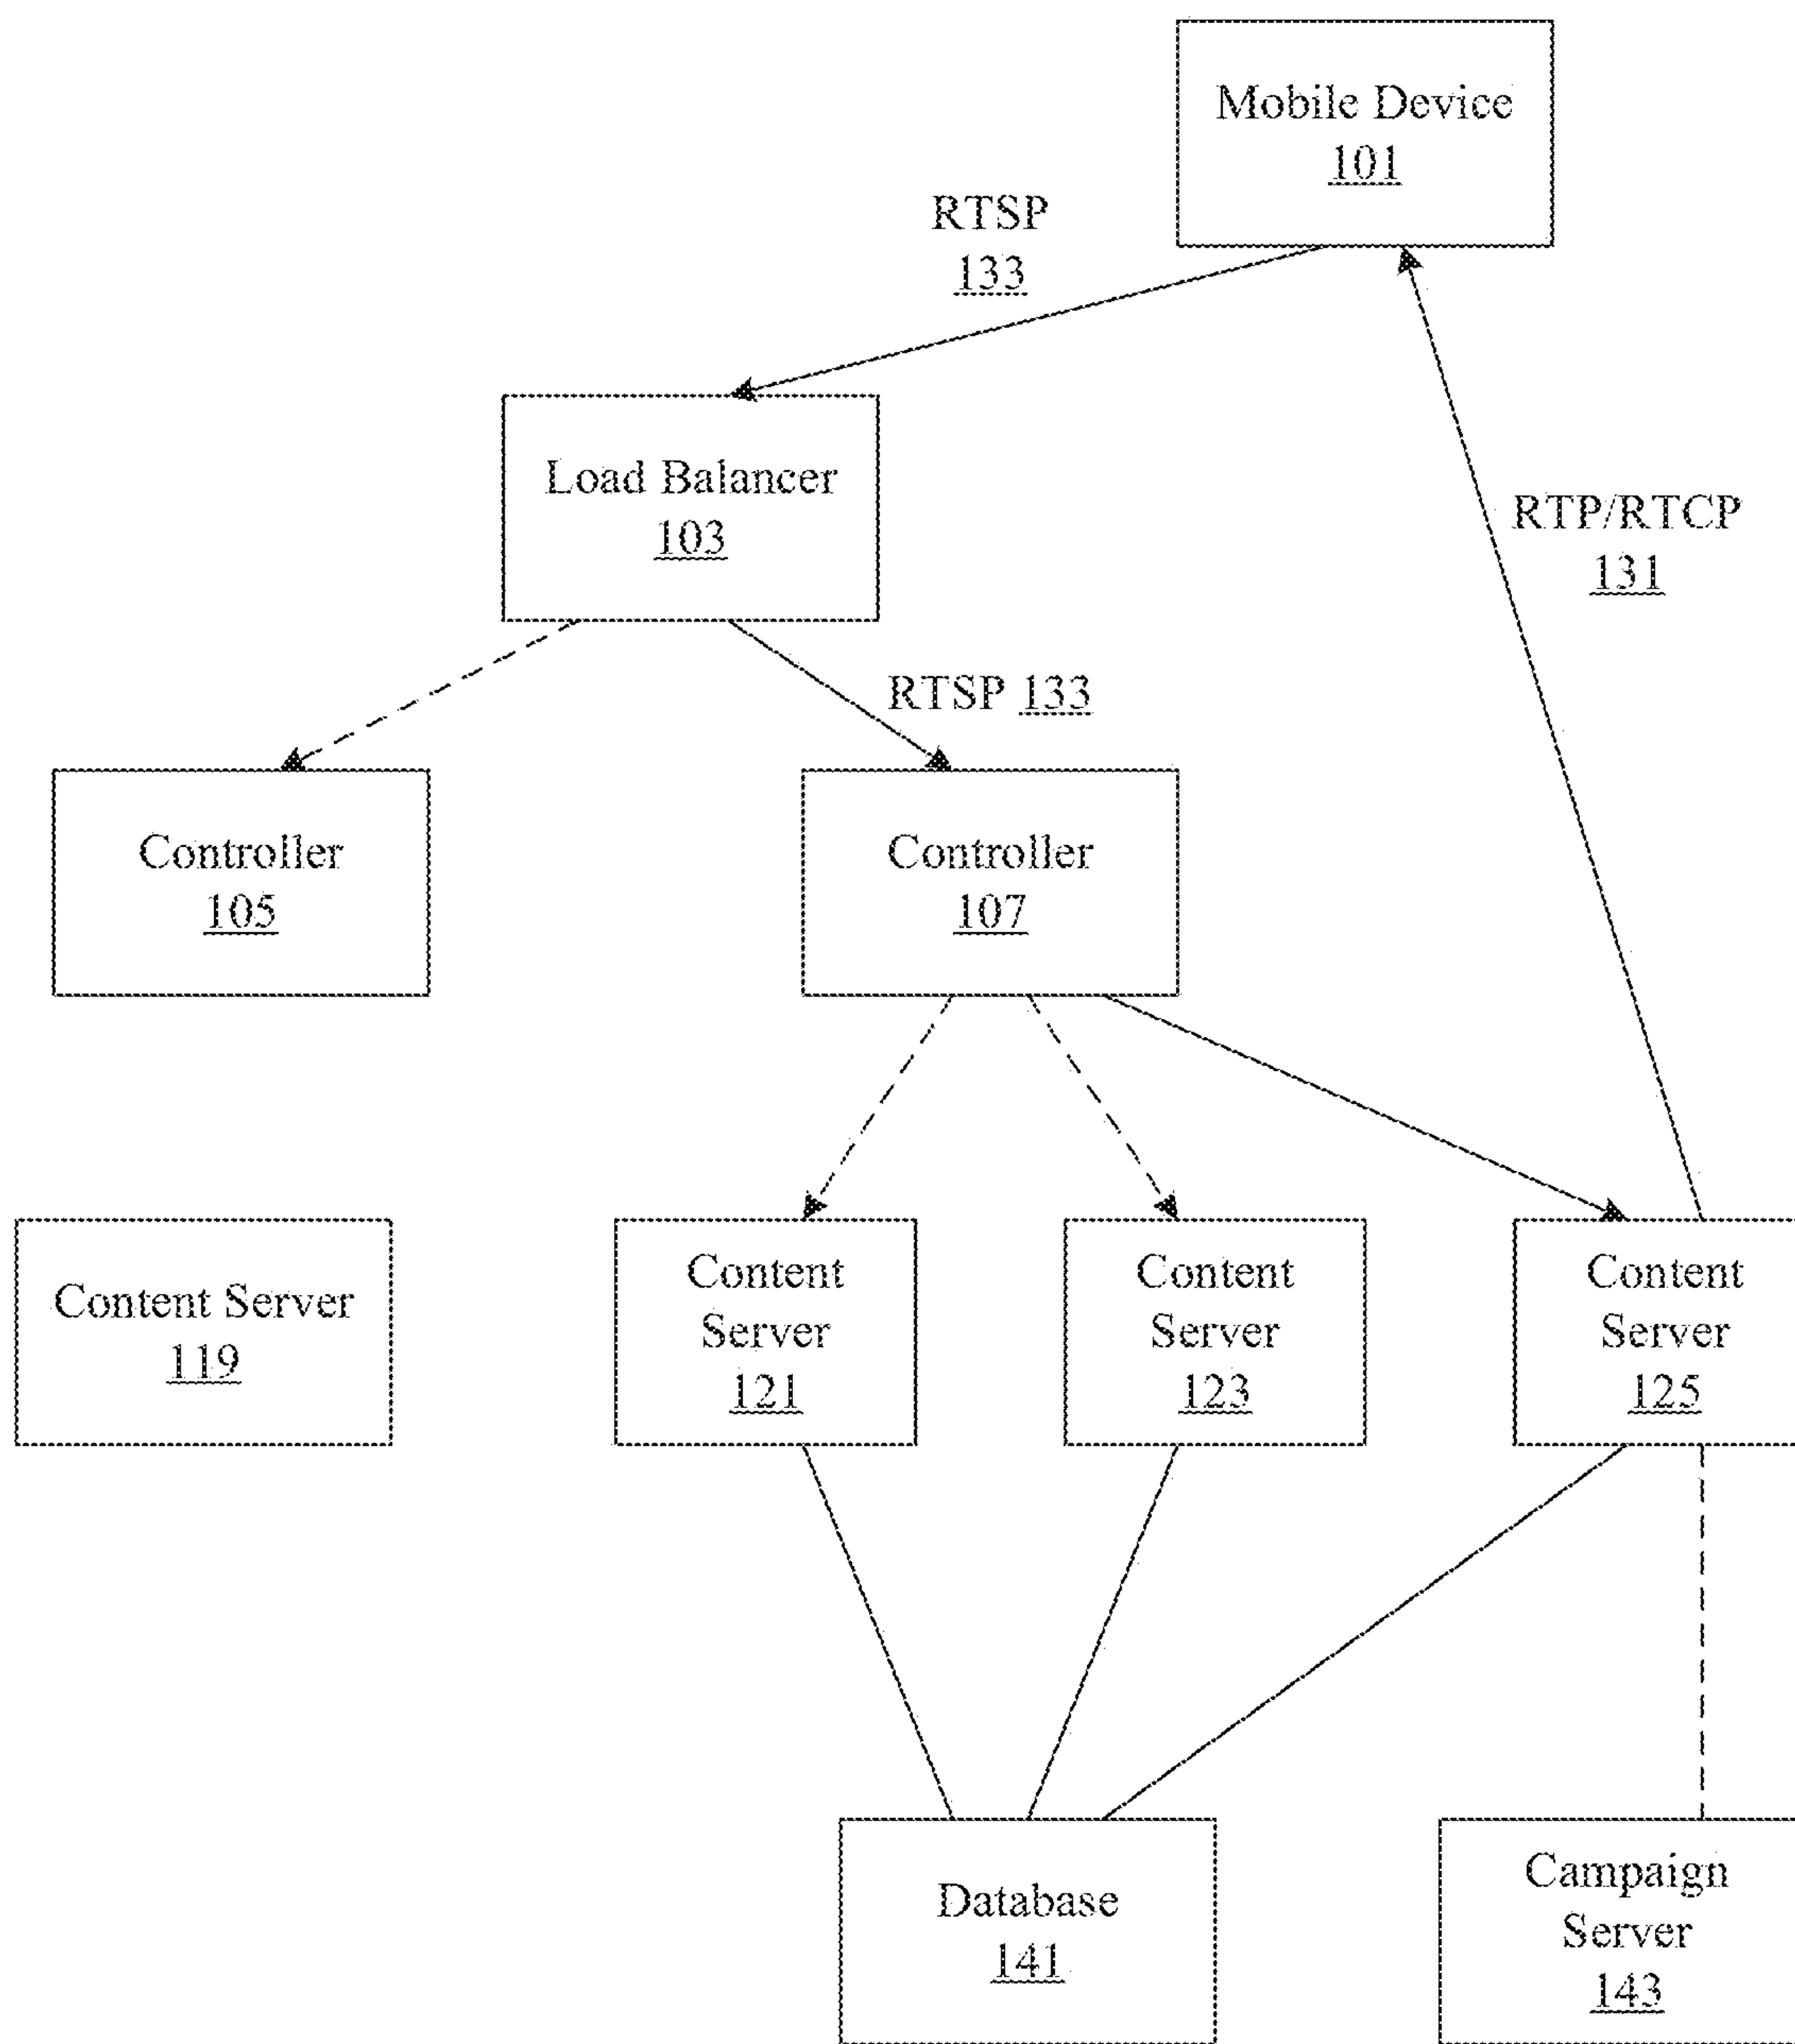 Mobile Device
101
RTSP
133
Load Balancer
103
RTP/RTCP
131
RTSP 133
Controller
105
Controller
107
Content Server
119
Content
Server
121
Content
Server
123
Content
Server
125
Database
141
Campaign
Server
143